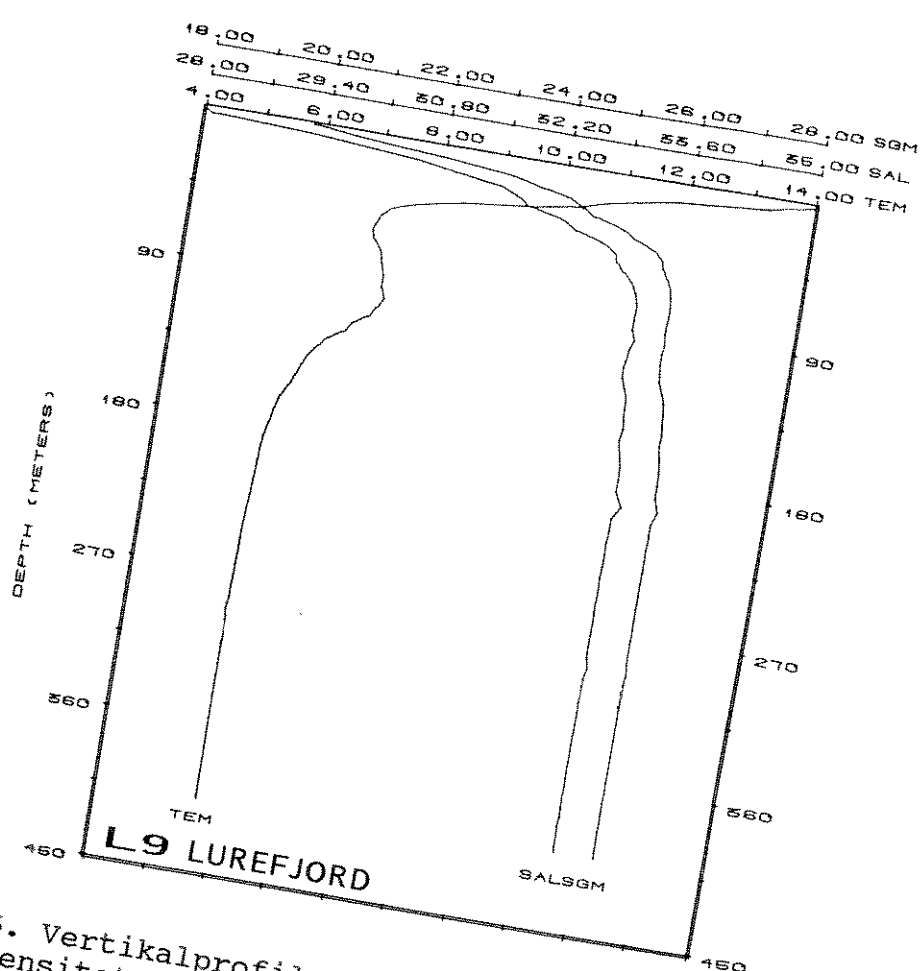 18.00 20.00 22.00 24.00 26.00 28.00 SGM
28.00 29.40 30.80 32.20 33.60 35.00 SAL
4.00 6.00 8.00 10.00 12.00 14.00 TEM
90
180
270
360
450
DEPTH (METERS)
90
180
270
360
450
TEM
SALSGM
L9 LUREFJORD
. Vertikalprofil